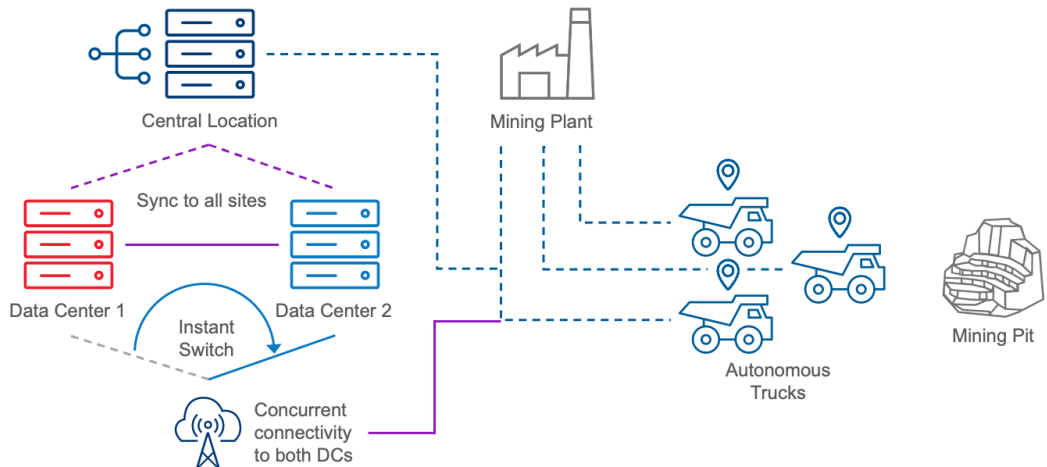 Central Location
Mining Plant
Sync to all sites
Data Center 1
Data Center 2
Instant
Switch
Mining Pit
Autonomous
Trucks
Concurrent
connectivity
to both DCs